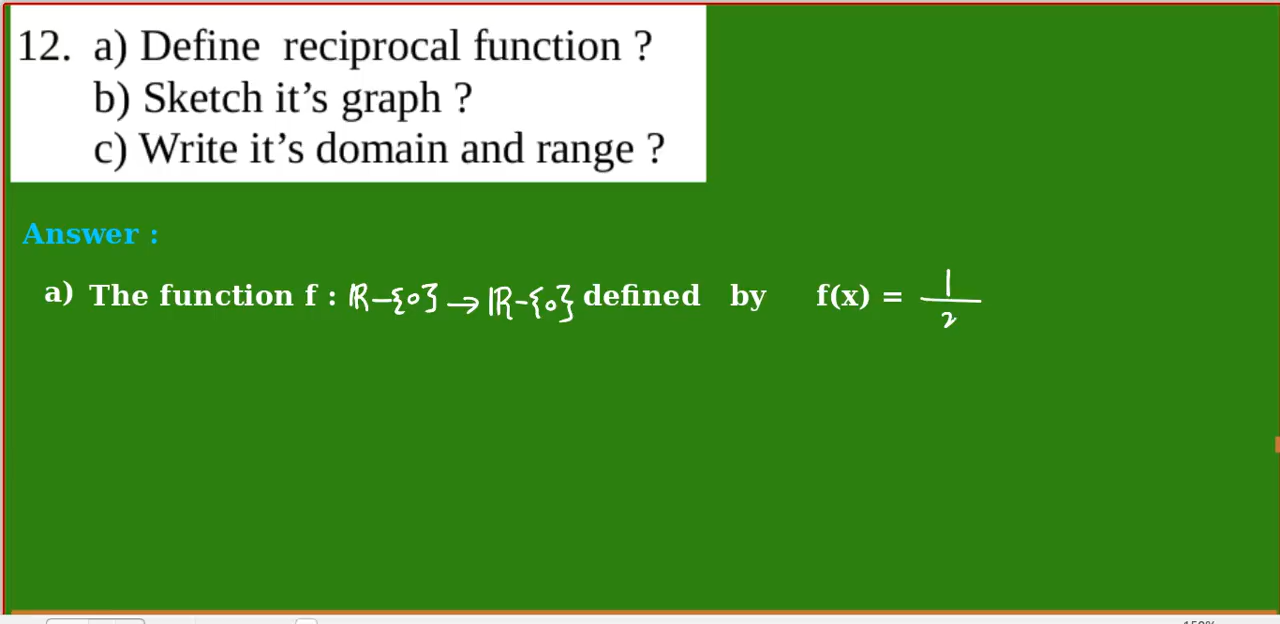 12. a) Define reciprocal function ?
b) Sketch it’s graph ?
c) Write it’s domain and range ?
Answer :
a) The function f : ℝ–{0} → ℝ–{0} defined by f(x) = 1/2